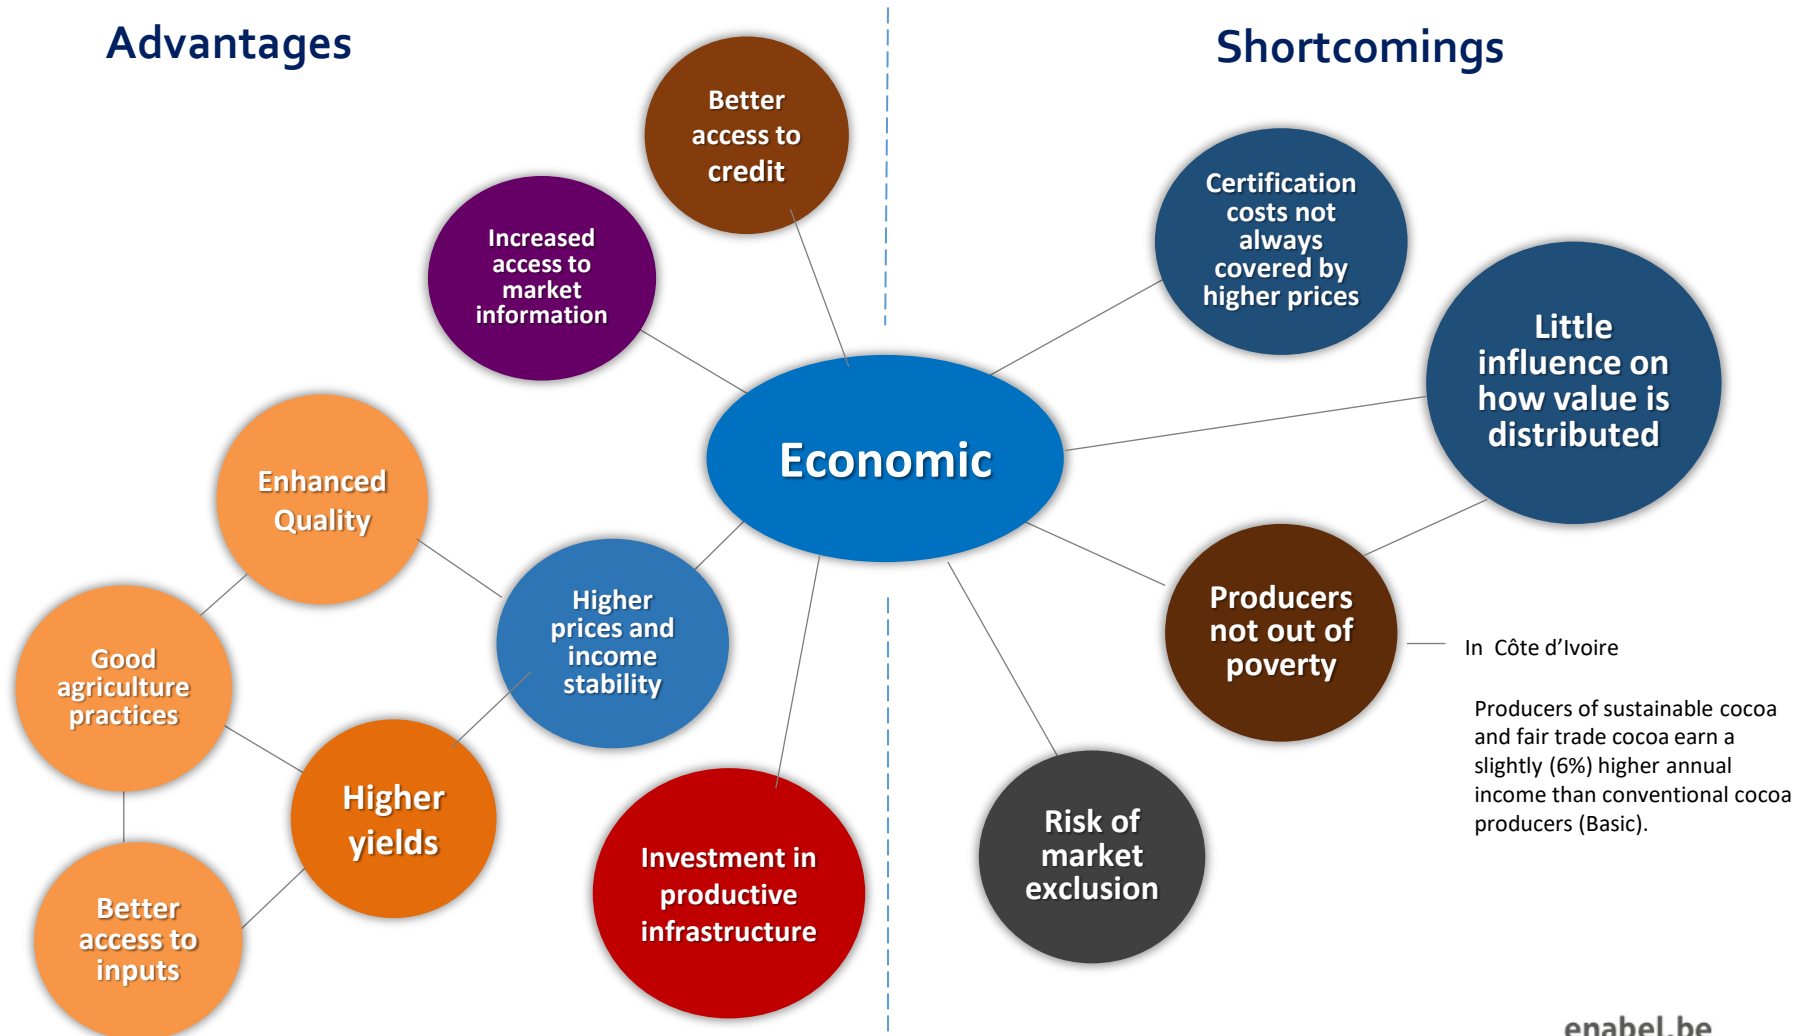 Advantages
Shortcomings
Better
access to
credit
Increased
access to
market
information
Enhanced
Quality
Good
agriculture
practices
Better
access to
inputs
Higher
yields
Higher
prices and
income
stability
Investment in
productive
infrastructure
Economic
Certification
costs not
always
covered by
higher prices
Little
influence on
how value is
distributed
Producers
not out of
poverty
Risk of
market
exclusion
In Côte d’Ivoire
Producers of sustainable cocoa
and fair trade cocoa earn a
slightly (6%) higher annual
income than conventional cocoa
producers (Basic).
enabel.be